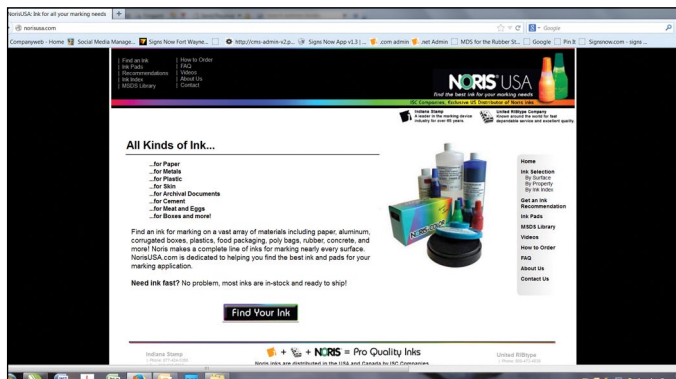 NorisUSA: Ink for all your marking needs
norisusa.com
Google
Companyweb - Home Social Media Manage... Signs Now Fort Wayne... http://cms-admin-v2.p... Signs Now App v1.3 | ... .com admin .net Admin MDS for the Rubber St... Google Pin It Signsnow.com - signs ...
| Find an Ink | How to Order
| Ink Pads | FAQ
| Recommendations | Videos
| Ink Index | About Us
| MSDS Library | Contact
NORIS USA
Find the best ink for your marking needs
ISC Companies, Exclusive US Distributor of Noris Inks
Indiana Stamp
A leader in the marking device
industry for over 65 years.
United RIBtype Company
Known around the world for fast
dependable service and excellent quality.
All Kinds of Ink...
...for Paper
...for Metals
...for Plastic
...for Skin
...for Archival Documents
...for Cement
...for Meat and Eggs
...for Boxes and more!
Find an ink for marking on a vast array of materials including paper, aluminum,
corrugated boxes, plastics, food packaging, poly bags, rubber, concrete, and
more! Noris makes a complete line of inks for marking nearly every surface.
NorisUSA.com is dedicated to helping you find the best ink and pads for your
marking application.
Need ink fast? No problem, most inks are in-stock and ready to ship!
Find Your Ink
NORIS COLOR
Home
Ink Selection
By Surface
By Property
By Ink Index
Get an Ink
Recommendation
Ink Pads
MSDS Library
Videos
How to Order
FAQ
About Us
Contact Us
Indiana Stamp
+ + NORIS = Pro Quality Inks
Noris inks are distributed in the USA and Canada by ISC Companies
United RIBtype